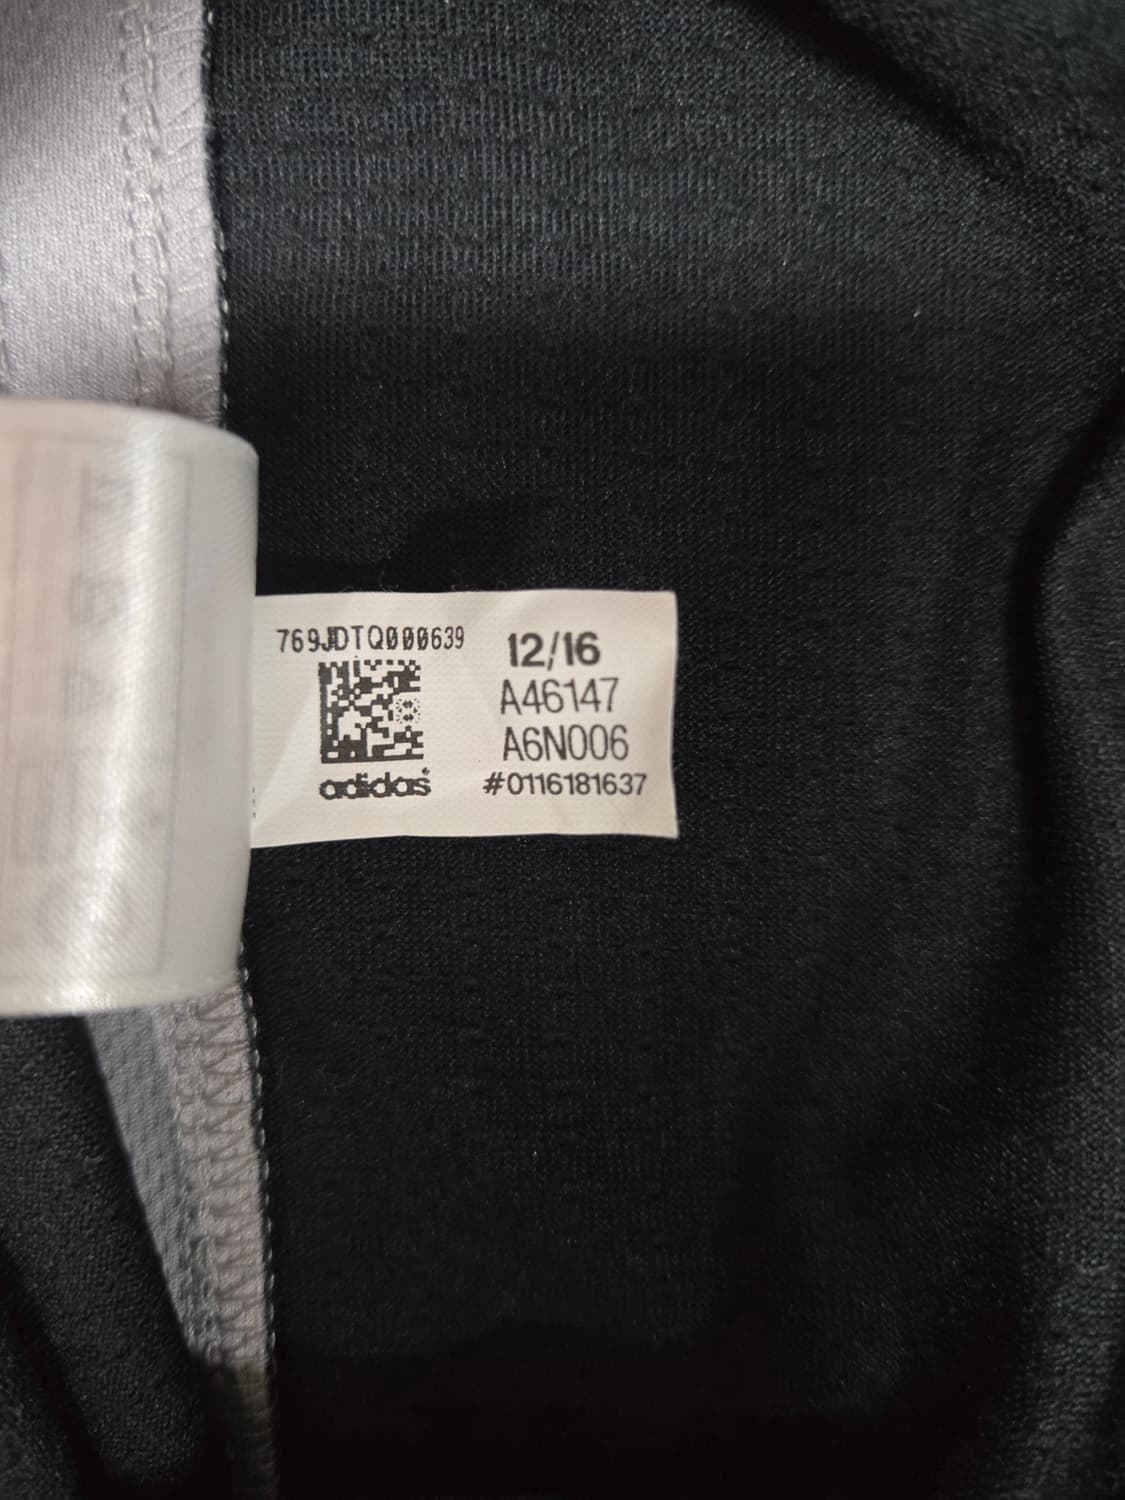 769JDTQ000639
12/16
A46147
A6N006
#0116181637
adidas